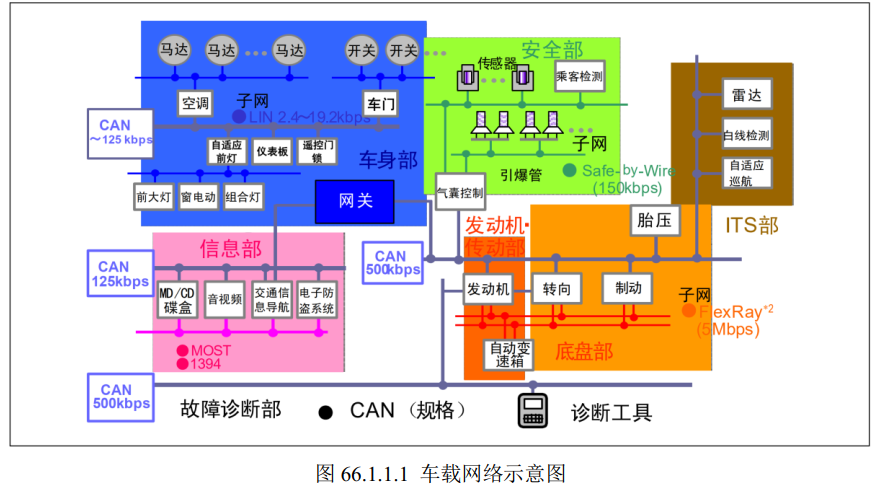 马达
马达
马达
开关
开关
安全部
传感器
乘客检测
空调
子网
车门
LIN 2.4~19.2kbps
雷达
CAN
~125 kbps
自适应
前灯
仪表板
遥控门
锁
车身部
子网
白线检测
引爆管
Safe-by-Wire
(150kbps)
自适应
巡航
前大灯
窗电动
组合灯
网关
气囊控制
发动机·
传动部
胎压
ITS部
信息部
CAN
125kbps
CAN
500kbps
MD/CD
碟盒
音视频
交通信
息导航
电子防
盗系统
发动机
转向
制动
子网
FlexRay*2
(5Mbps)
MOST
1394
自动变
速箱
底盘部
CAN
500kbps
故障诊断部
CAN（规格）
诊断工具
图 66.1.1.1 车载网络示意图